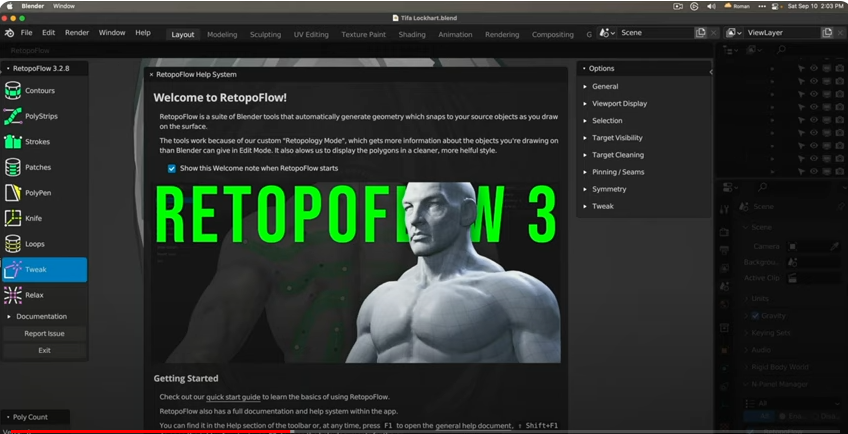 Blender Window
Roman
Sat Sep 10 2:03 PM
Tifa Lockhart.blend
File Edit Render Window Help
Layout Modeling Sculpting UV Editing Texture Paint Shading Animation Rendering Compositing G
Scene
ViewLayer
RetopoFlow
RetopoFlow 3.2.8
Contours
PolyStrips
Strokes
Patches
PolyPen
Knife
Loops
Tweak
Relax
Documentation
Report Issue
Exit
Poly Count
RetopoFlow Help System
Welcome to RetopoFlow!
RetopoFlow is a suite of Blender tools that automatically generate geometry which snaps to your source objects as you draw
on the surface.
The tools work because of our custom "Retopology Mode", which gets more information about the objects you're drawing on
than Blender can give in Edit Mode. It also allows us to display the polygons in a cleaner, more helful style.
Show this Welcome note when RetopoFlow starts
RETOPOFLOW 3
Getting Started
Check out our quick start guide to learn the basics of using RetopoFlow.
RetopoFlow also has a full documentation and help system within the app.
You can find it in the Help section of the toolbar or, at any time, press F1 to open the general help document, ⇧ Shift+F1
Options
General
Viewport Display
Selection
Target Visibility
Target Cleaning
Pinning / Seams
Symmetry
Tweak
Scene
Scene
Camera
Backgrou..
Active Clip
Units
Gravity
Keying Sets
Audio
Rigid Body World
N Panel Manager
All
All